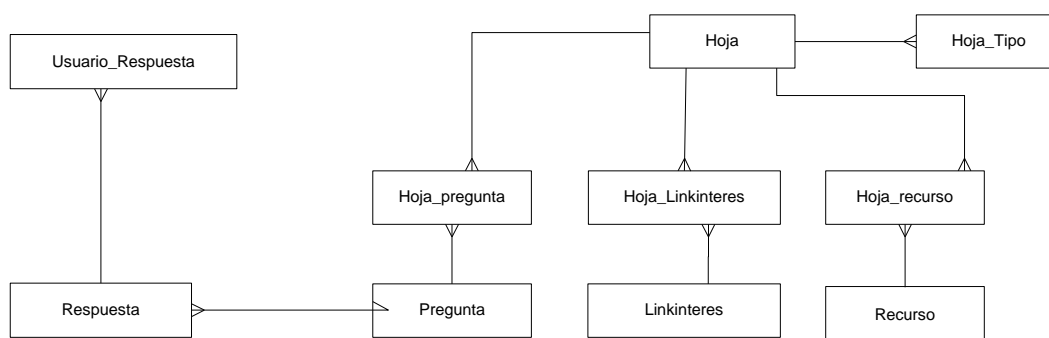 Hoja
Hoja_Tipo
Usuario_Respuesta
Hoja_pregunta
Hoja_Linkinteres
Hoja_recurso
Respuesta
Pregunta
Linkinteres
Recurso